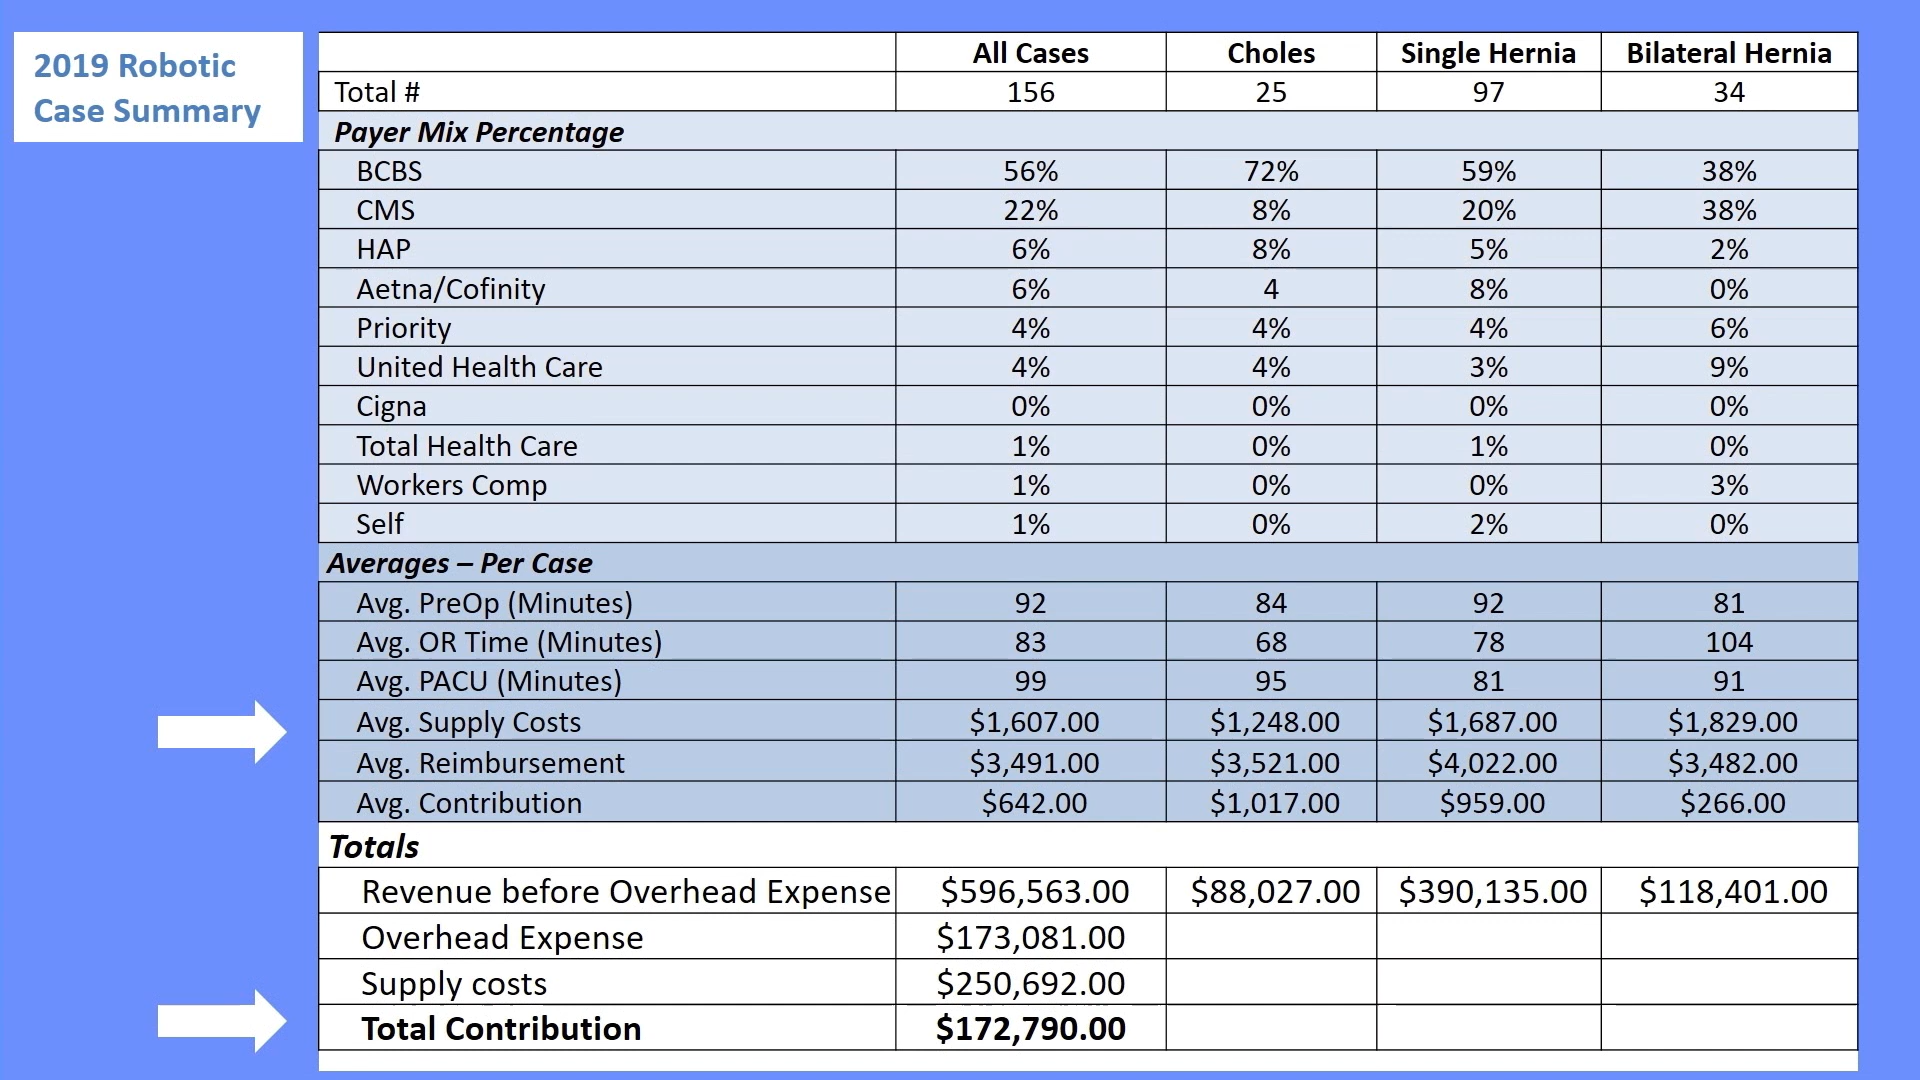 2019 Robotic
Case Summary
All Cases Choles Single Hernia Bilateral Hernia
Total # 156 25 97 34
Payer Mix Percentage
BCBS 56% 72% 59% 38%
CMS 22% 8% 20% 38%
HAP 6% 8% 5% 2%
Aetna/Cofinity 6% 4 8% 0%
Priority 4% 4% 4% 6%
United Health Care 4% 4% 3% 9%
Cigna 0% 0% 0% 0%
Total Health Care 1% 0% 1% 0%
Workers Comp 1% 0% 0% 3%
Self 1% 0% 2% 0%
Averages – Per Case
Avg. PreOp (Minutes) 92 84 92 81
Avg. OR Time (Minutes) 83 68 78 104
Avg. PACU (Minutes) 99 95 81 91
Avg. Supply Costs $1,607.00 $1,248.00 $1,687.00 $1,829.00
Avg. Reimbursement $3,491.00 $3,521.00 $4,022.00 $3,482.00
Avg. Contribution $642.00 $1,017.00 $959.00 $266.00
Totals
Revenue before Overhead Expense $596,563.00 $88,027.00 $390,135.00 $118,401.00
Overhead Expense $173,081.00
Supply costs $250,692.00
Total Contribution $172,790.00